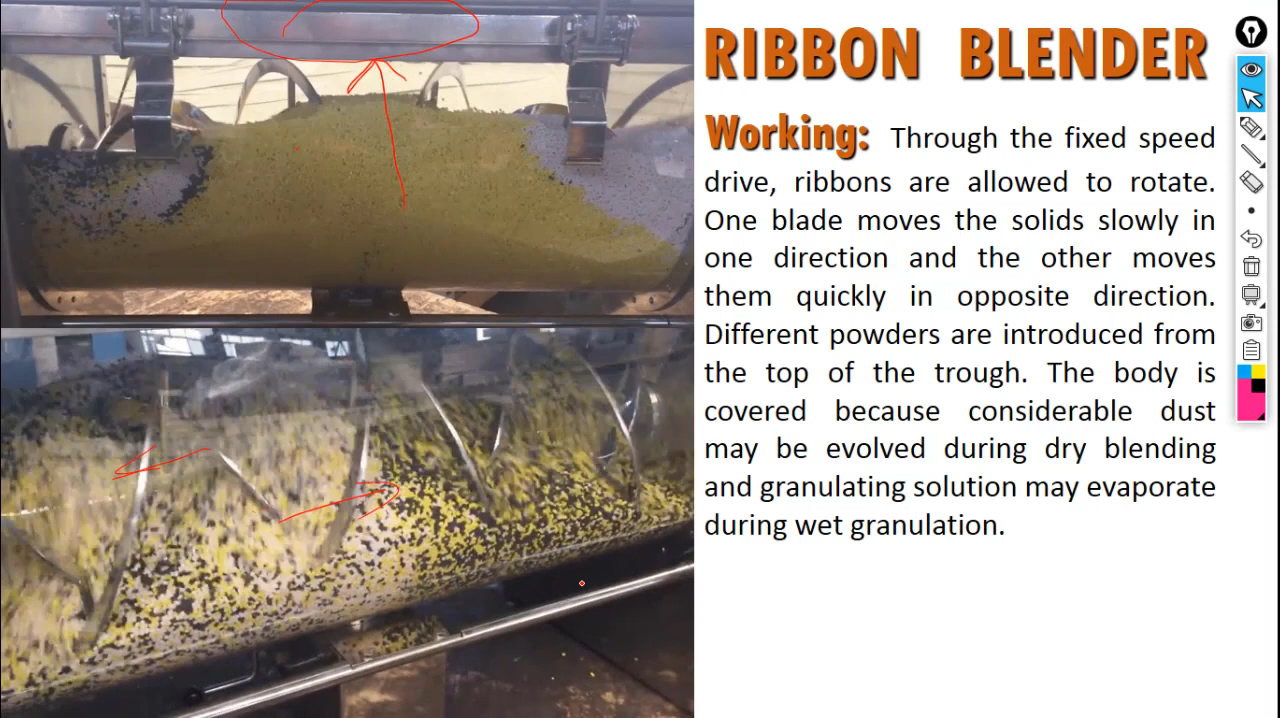 RIBBON BLENDER
Working: Through the fixed speed
drive, ribbons are allowed to rotate.
One blade moves the solids slowly in
one direction and the other moves
them quickly in opposite direction.
Different powders are introduced from
the top of the trough. The body is
covered because considerable dust
may be evolved during dry blending
and granulating solution may evaporate
during wet granulation.